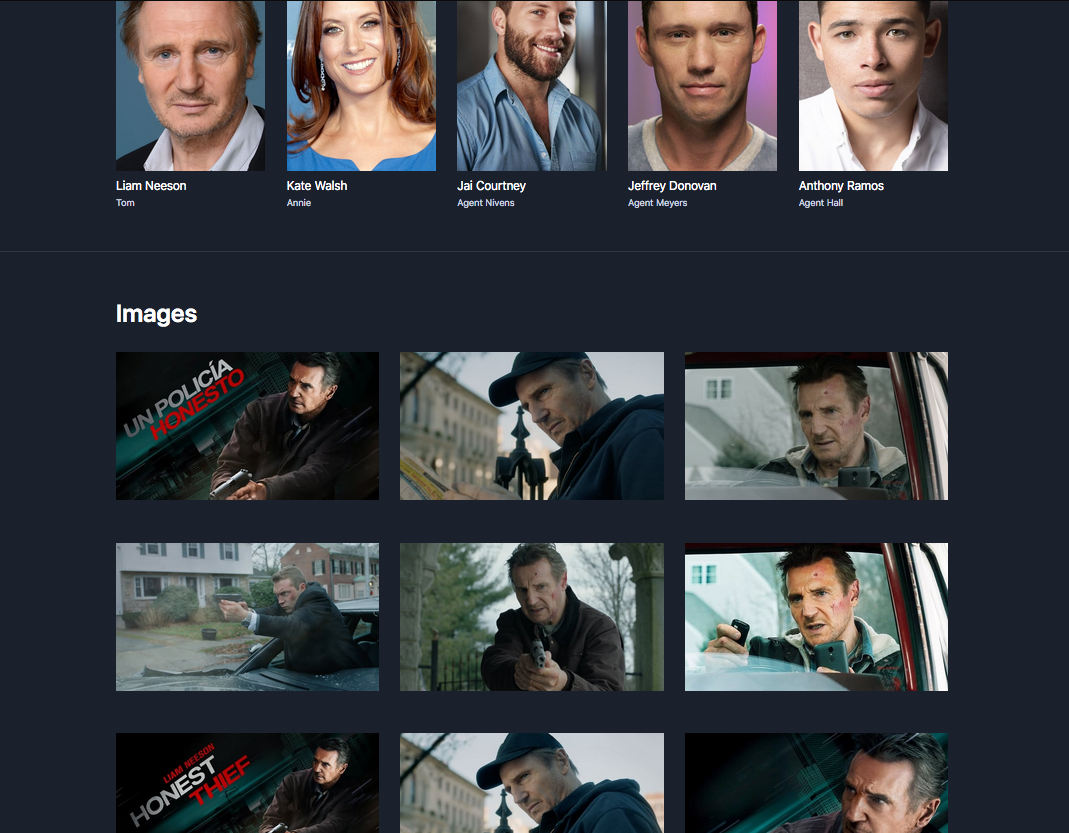 Liam Neeson
Tom
Kate Walsh
Annie
Jai Courtney
Agent Nivens
Jeffrey Donovan
Agent Meyers
Anthony Ramos
Agent Hall
Images
UN POLICÍA
HONESTO
LIAM NEESON
HONEST
THIEF